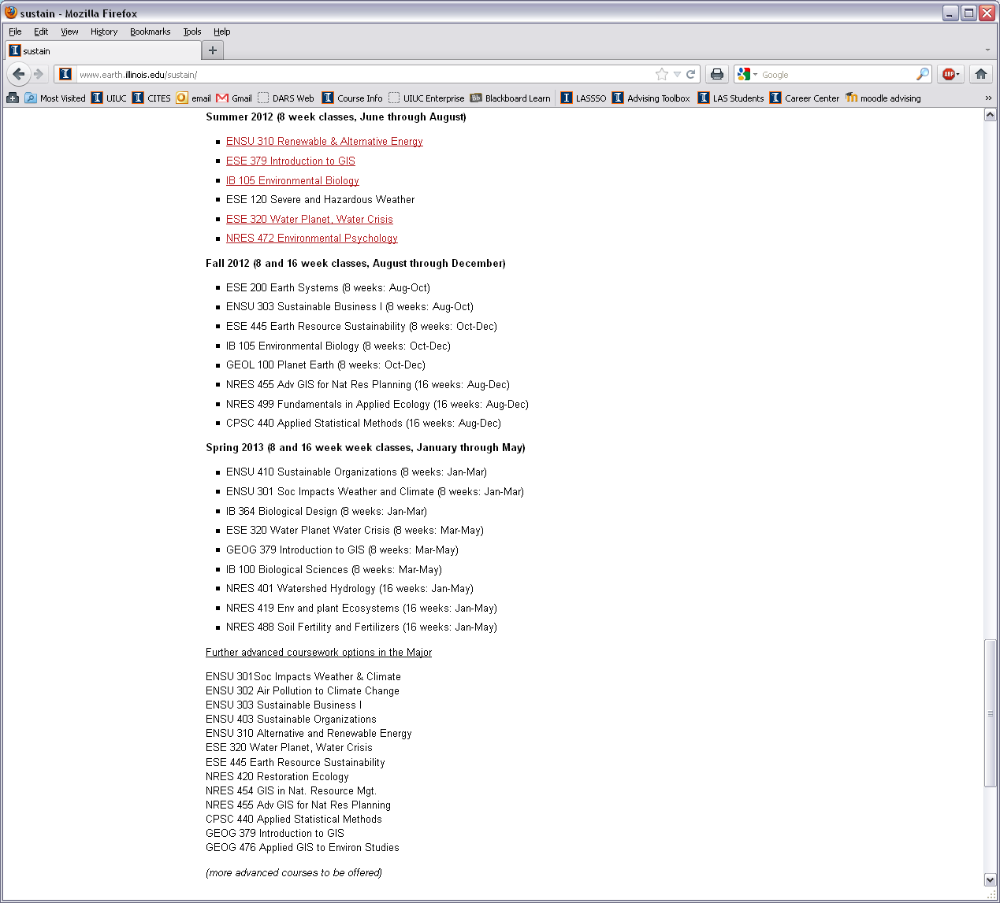 sustain - Mozilla Firefox
File Edit View History Bookmarks Tools Help
sustain
www.earth.illinois.edu/sustain/
Google
ABP
Most Visited UIUC CITES email Gmail DARS Web Course Info UIUC Enterprise Bb Blackboard Learn LASSSO Advising Toolbox LAS Students Career Center moodle advising »
Summer 2012 (8 week classes, June through August)
ENSU 310 Renewable & Alternative Energy
ESE 379 Introduction to GIS
IB 105 Environmental Biology
ESE 120 Severe and Hazardous Weather
ESE 320 Water Planet, Water Crisis
NRES 472 Environmental Psychology
Fall 2012 (8 and 16 week classes, August through December)
ESE 200 Earth Systems (8 weeks: Aug-Oct)
ENSU 303 Sustainable Business I (8 weeks: Aug-Oct)
ESE 445 Earth Resource Sustainability (8 weeks: Oct-Dec)
IB 105 Environmental Biology (8 weeks: Oct-Dec)
GEOL 100 Planet Earth (8 weeks: Oct-Dec)
NRES 455 Adv GIS for Nat Res Planning (16 weeks: Aug-Dec)
NRES 499 Fundamentals in Applied Ecology (16 weeks: Aug-Dec)
CPSC 440 Applied Statistical Methods (16 weeks: Aug-Dec)
Spring 2013 (8 and 16 week week classes, January through May)
ENSU 410 Sustainable Organizations (8 weeks: Jan-Mar)
ENSU 301 Soc Impacts Weather and Climate (8 weeks: Jan-Mar)
IB 364 Biological Design (8 weeks: Jan-Mar)
ESE 320 Water Planet Water Crisis (8 weeks: Mar-May)
GEOG 379 Introduction to GIS (8 weeks: Mar-May)
IB 100 Biological Sciences (8 weeks: Mar-May)
NRES 401 Watershed Hydrology (16 weeks: Jan-May)
NRES 419 Env and plant Ecosystems (16 weeks: Jan-May)
NRES 488 Soil Fertility and Fertilizers (16 weeks: Jan-May)
Further advanced coursework options in the Major
ENSU 301Soc Impacts Weather & Climate
ENSU 302 Air Pollution to Climate Change
ENSU 303 Sustainable Business I
ENSU 403 Sustainable Organizations
ENSU 310 Alternative and Renewable Energy
ESE 320 Water Planet, Water Crisis
ESE 445 Earth Resource Sustainability
NRES 420 Restoration Ecology
NRES 454 GIS in Nat. Resource Mgt.
NRES 455 Adv GIS for Nat Res Planning
CPSC 440 Applied Statistical Methods
GEOG 379 Introduction to GIS
GEOG 476 Applied GIS to Environ Studies
(more advanced courses to be offered)